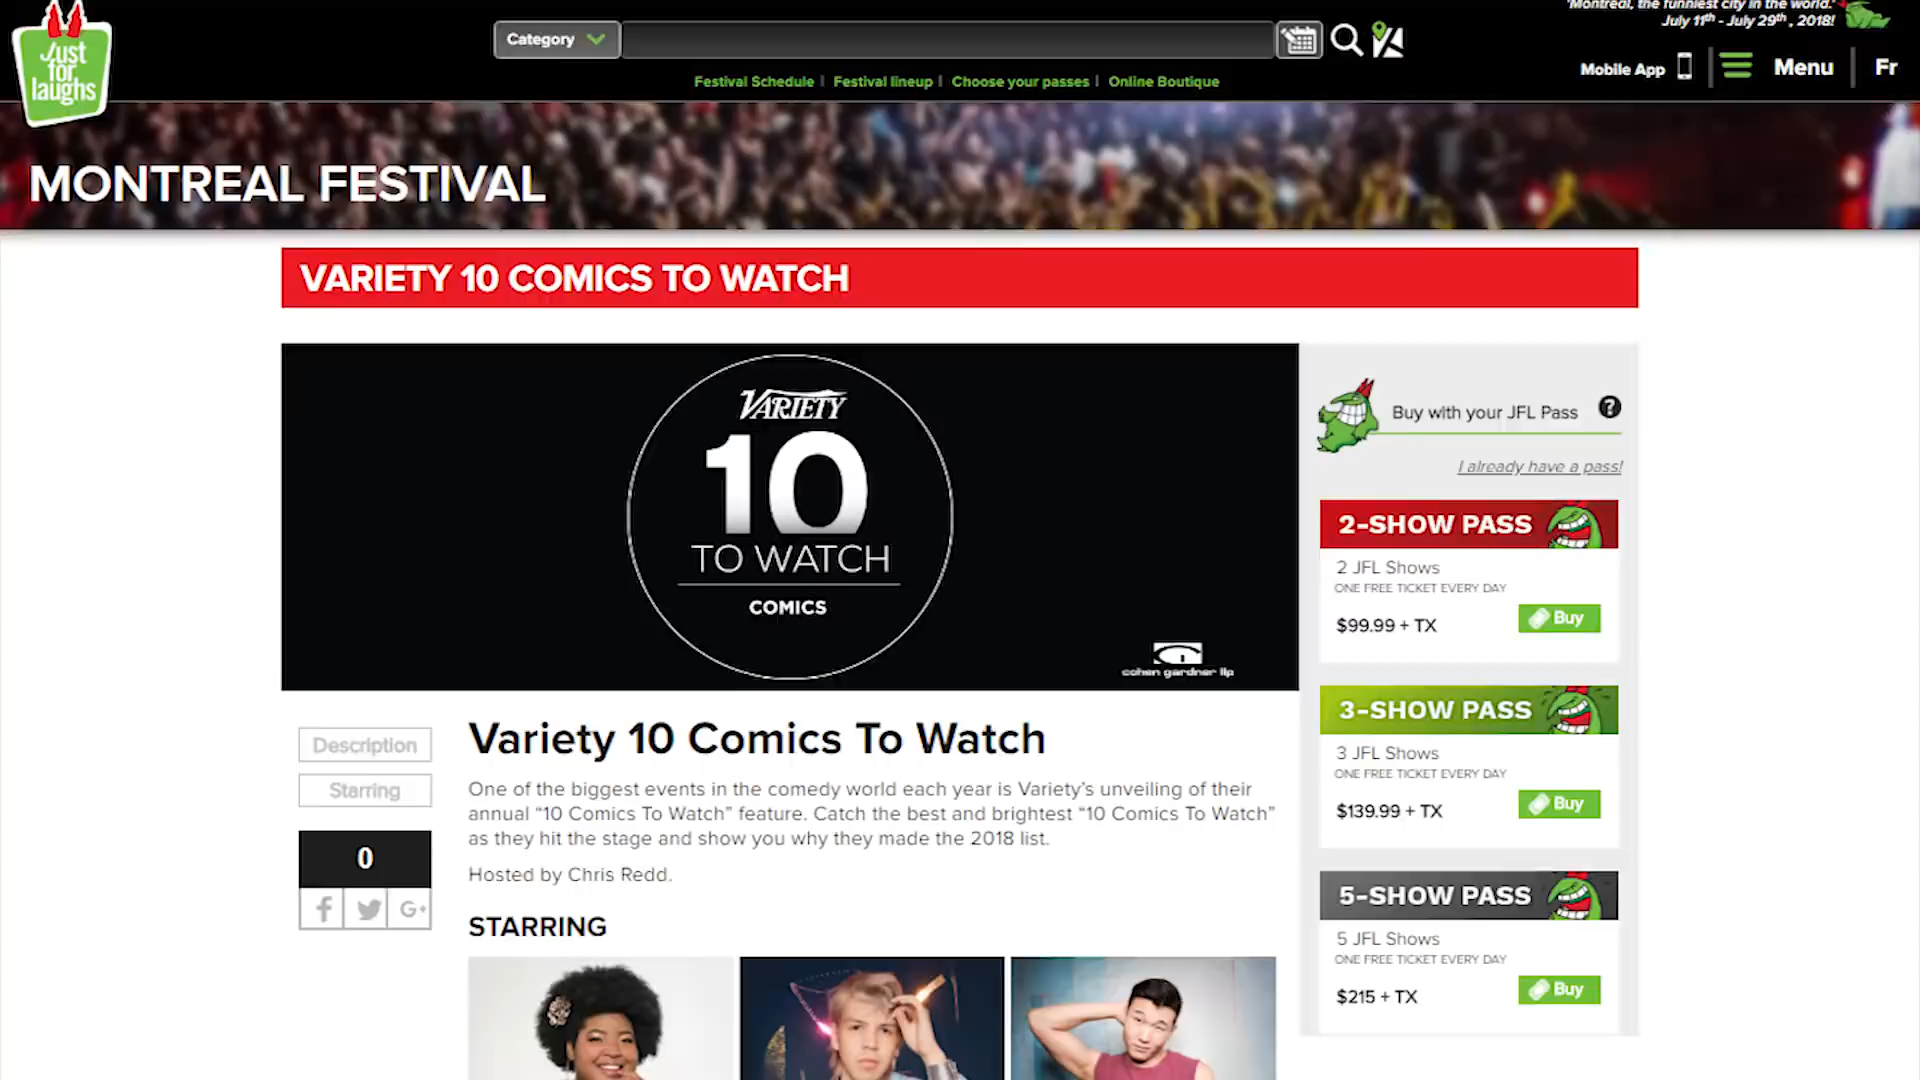 'Montreal, the funniest city in the world.'
July 11th - July 29th, 2018!
Just
for
laughs
Category
Mobile App
Menu
Fr
Festival Schedule | Festival lineup | Choose your passes | Online Boutique
MONTREAL FESTIVAL
VARIETY 10 COMICS TO WATCH
VARIETY
10
TO WATCH
COMICS
cohen gardner llp
Buy with your JFL Pass ?
I already have a pass!
2-SHOW PASS
2 JFL Shows
ONE FREE TICKET EVERY DAY
$99.99 + TX
Buy
3-SHOW PASS
3 JFL Shows
ONE FREE TICKET EVERY DAY
$139.99 + TX
Buy
5-SHOW PASS
5 JFL Shows
ONE FREE TICKET EVERY DAY
$215 + TX
Buy
Description
Starring
0
G+
Variety 10 Comics To Watch
One of the biggest events in the comedy world each year is Variety's unveiling of their
annual “10 Comics To Watch” feature. Catch the best and brightest “10 Comics To Watch”
as they hit the stage and show you why they made the 2018 list.
Hosted by Chris Redd.
STARRING